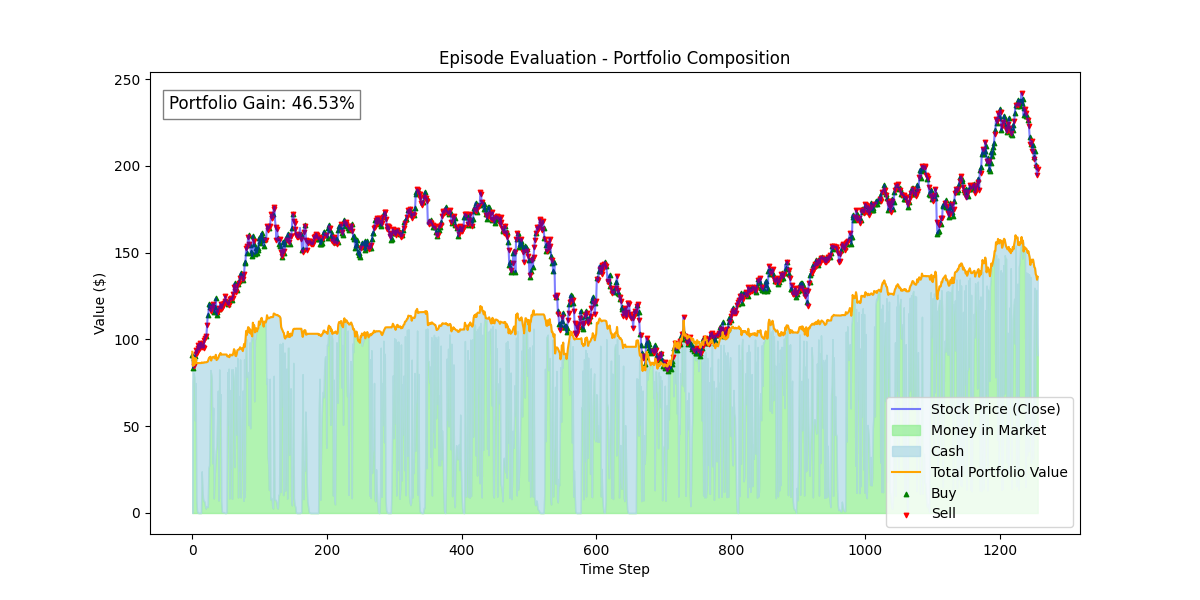 Episode Evaluation - Portfolio Composition
Portfolio Gain: 46.53%
Value ($)
250
200
150
100
50
0
0 200 400 600 800 1000 1200
Time Step
Stock Price (Close)
Money in Market
Cash
Total Portfolio Value
Buy
Sell